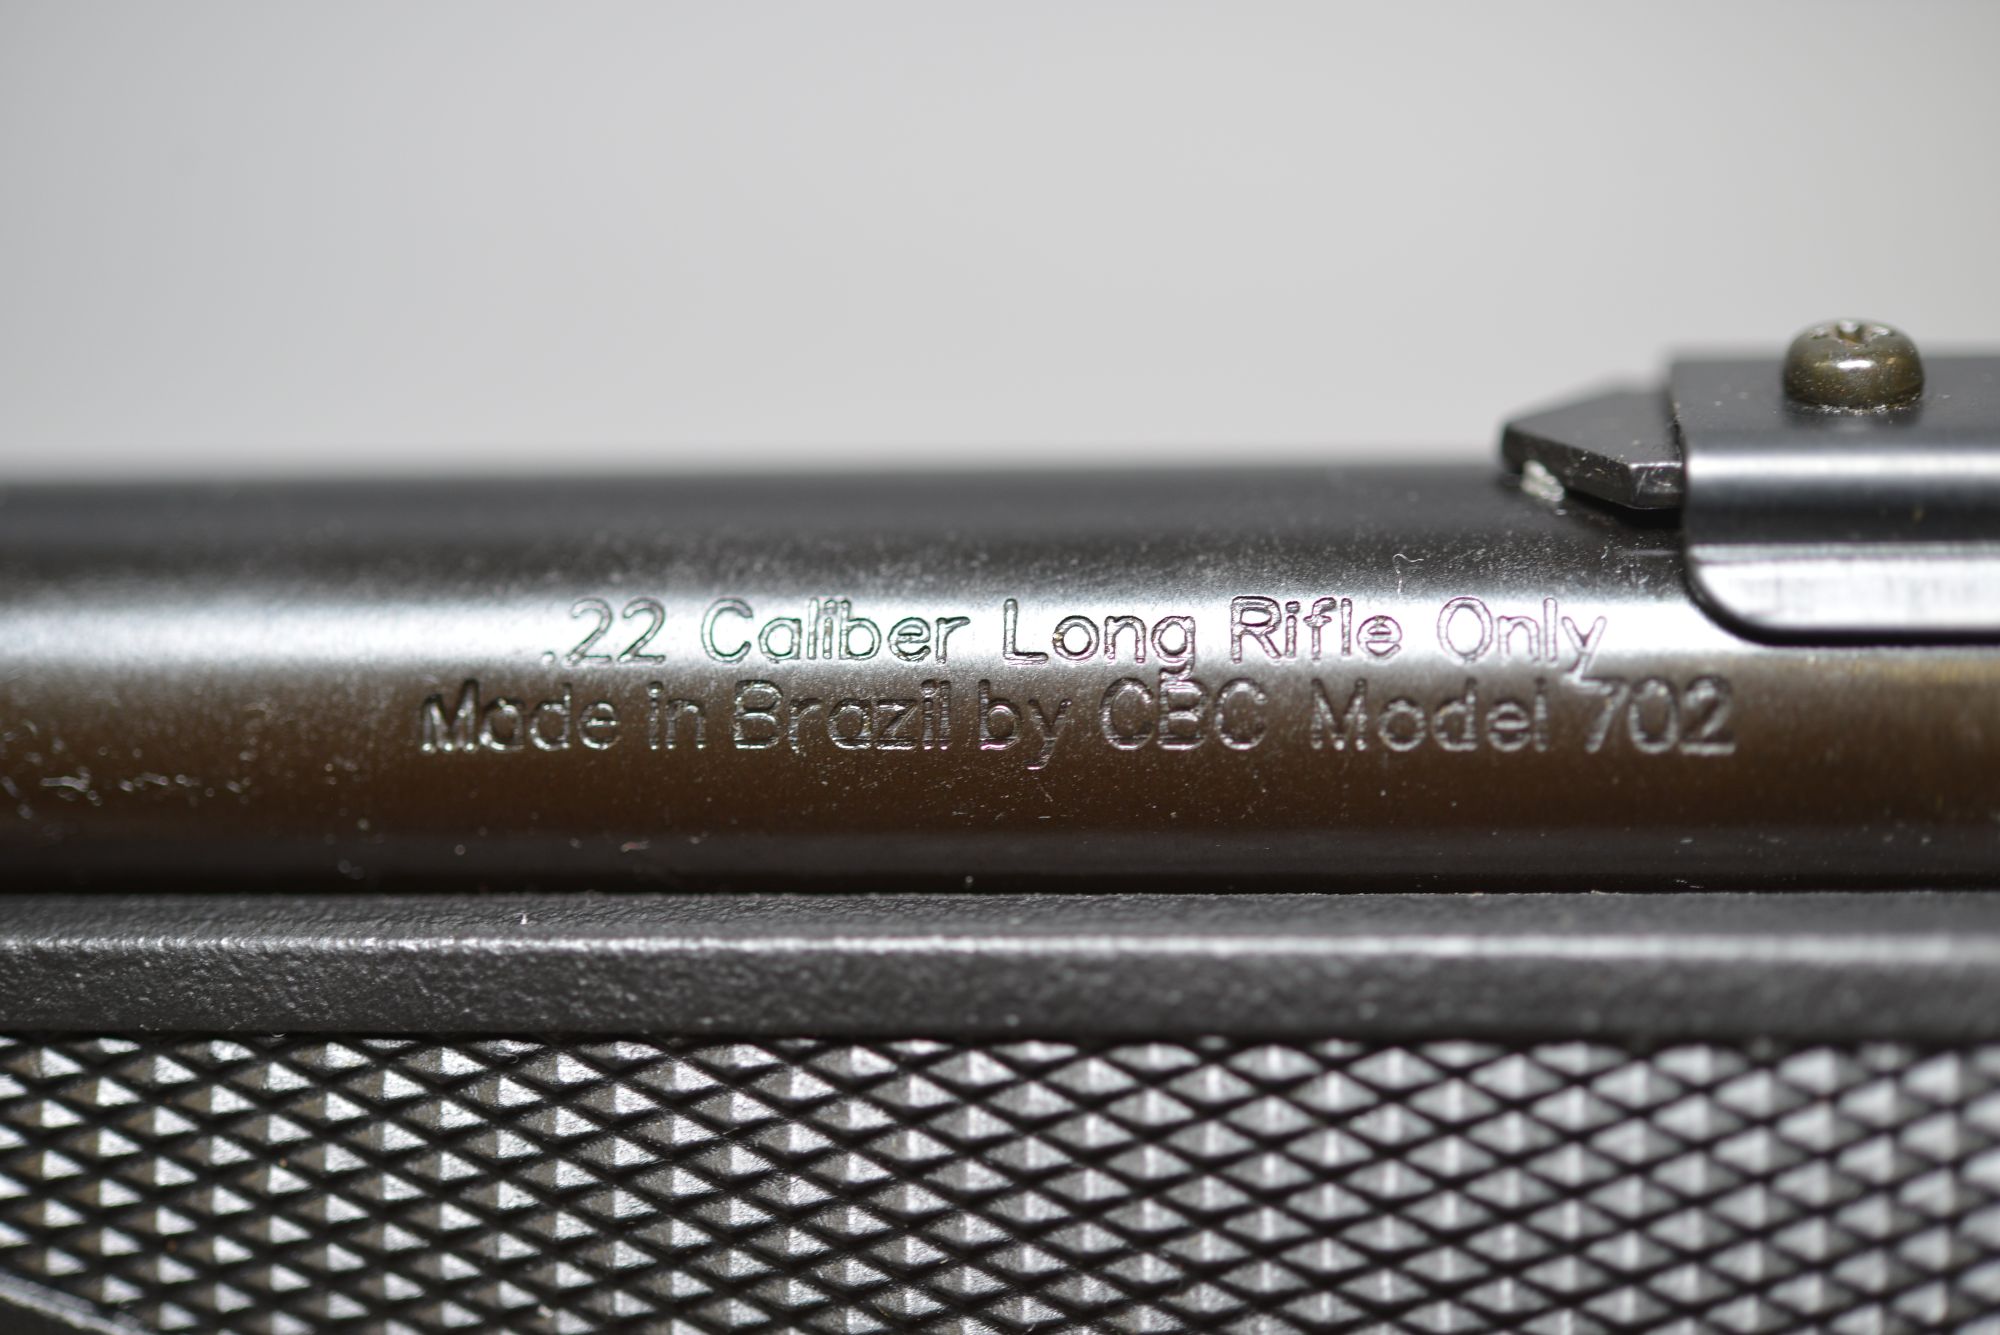 .22 Caliber Long Rifle Only
Made in Brazil by CBC Model 702